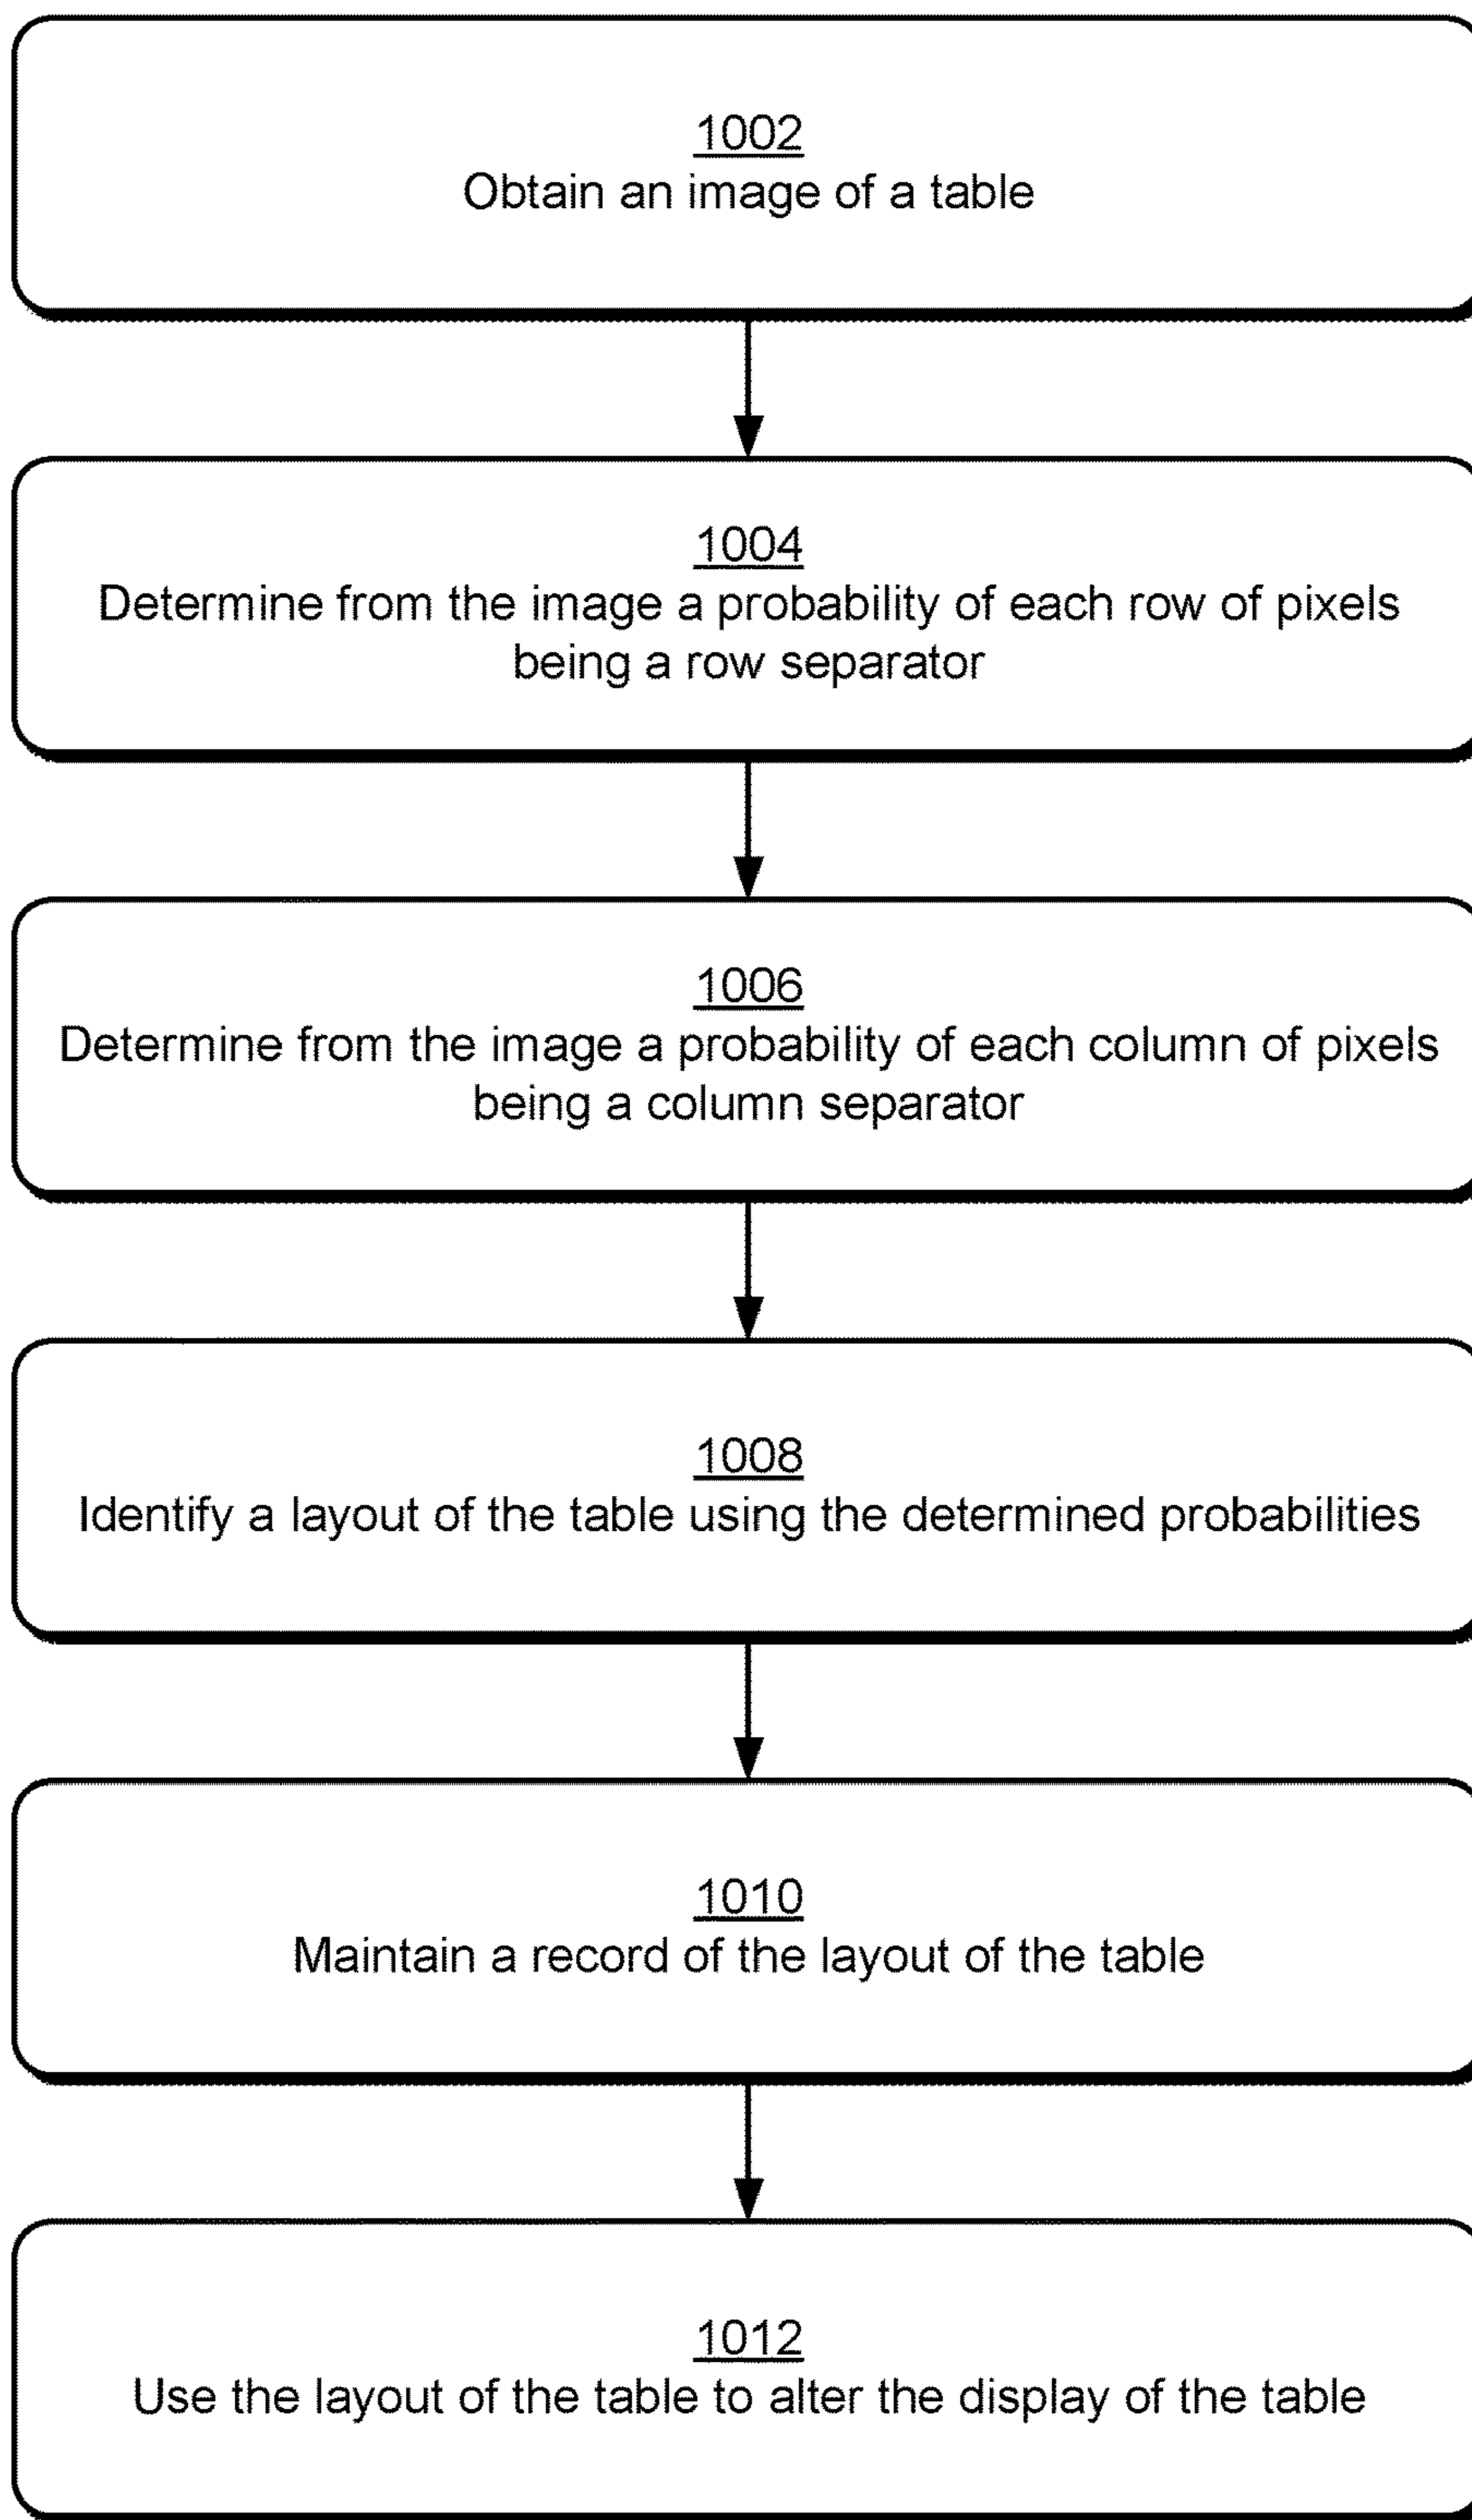 1002
Obtain an image of a table
1004
Determine from the image a probability of each row of pixels
being a row separator
1006
Determine from the image a probability of each column of pixels
being a column separator
1008
Identify a layout of the table using the determined probabilities
1010
Maintain a record of the layout of the table
1012
Use the layout of the table to alter the display of the table